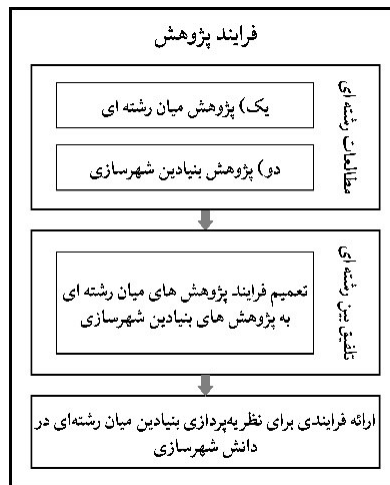 فرایند پژوهش
مطالعات رشته ای
یک) پژوهش میان رشته ای
دو) پژوهش بنیادین شهرسازی
تلفیق بین رشته ای
تعمیم فرایند پژوهش های میان رشته ای
به پژوهش های بنیادین شهرسازی
ارائه فرایندی برای نظریه‌پردازی بنیادین میان رشته‌ای در
دانش شهرسازی